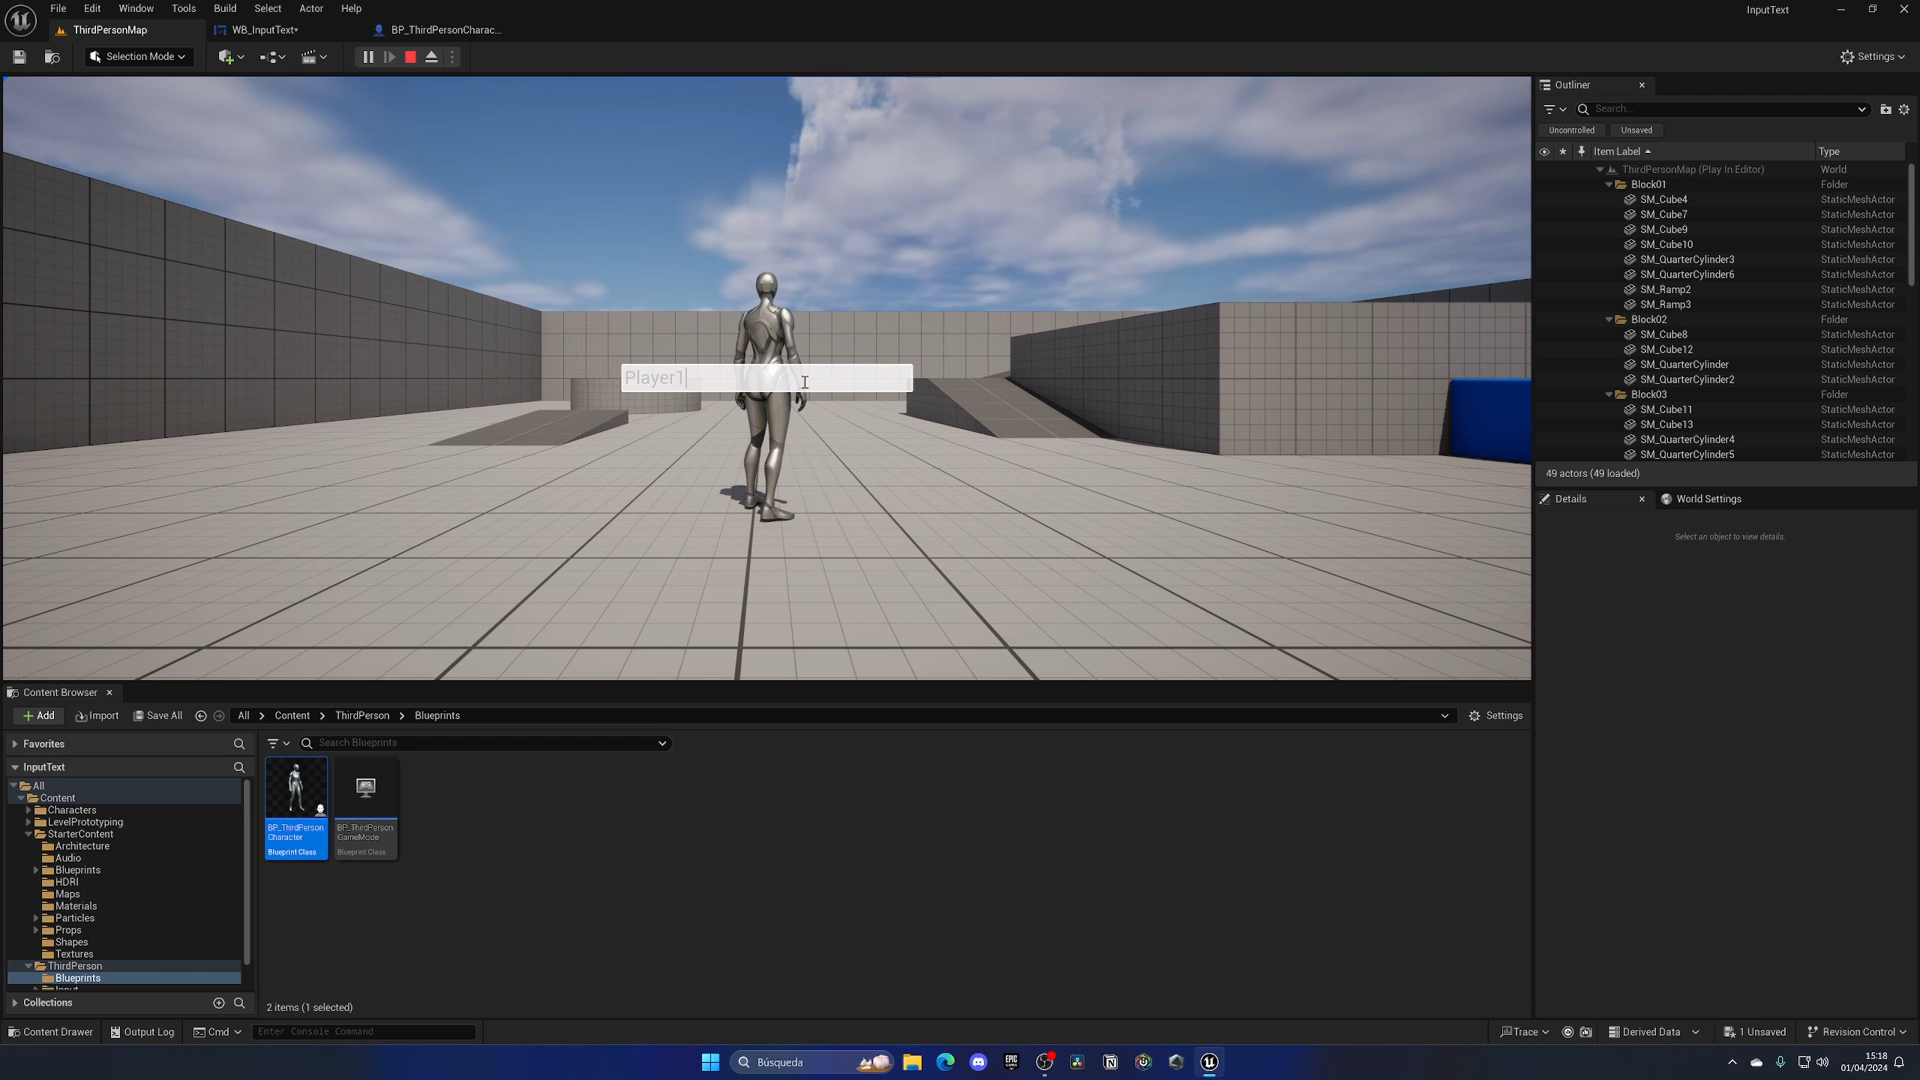 File Edit Window Tools Build Select Actor Help
InputText
ThirdPersonMap WB_InputText* BP_ThirdPersonCharac...
Selection Mode
Settings
Player1
Outliner
Search...
Uncontrolled Unsaved
Item Label Type
ThirdPersonMap (Play In Editor) World
Block01 Folder
SM_Cube4 StaticMeshActor
SM_Cube7 StaticMeshActor
SM_Cube9 StaticMeshActor
SM_Cube10 StaticMeshActor
SM_QuarterCylinder3 StaticMeshActor
SM_QuarterCylinder6 StaticMeshActor
SM_Ramp2 StaticMeshActor
SM_Ramp3 StaticMeshActor
Block02 Folder
SM_Cube8 StaticMeshActor
SM_Cube12 StaticMeshActor
SM_QuarterCylinder StaticMeshActor
SM_QuarterCylinder2 StaticMeshActor
Block03 Folder
SM_Cube11 StaticMeshActor
SM_Cube13 StaticMeshActor
SM_QuarterCylinder4 StaticMeshActor
SM_QuarterCylinder5 StaticMeshActor
49 actors (49 loaded)
Details World Settings
Select an object to view details.
Content Browser
Add Import Save All All Content ThirdPerson Blueprints Settings
Favorites
Search Blueprints
InputText
All
Content
Characters
LevelPrototyping
StarterContent
Architecture
Audio
Blueprints
HDRI
Maps
Materials
Particles
Props
Shapes
Textures
ThirdPerson
Blueprints
Input
Collections
BP_ThirdPerson
Character
Blueprint Class
BP_ThirdPerson
GameMode
Blueprint Class
2 items (1 selected)
Content Drawer Output Log Cmd Enter Console Command
Trace Derived Data 1 Unsaved Revision Control
Búsqueda
15:18
01/04/2024